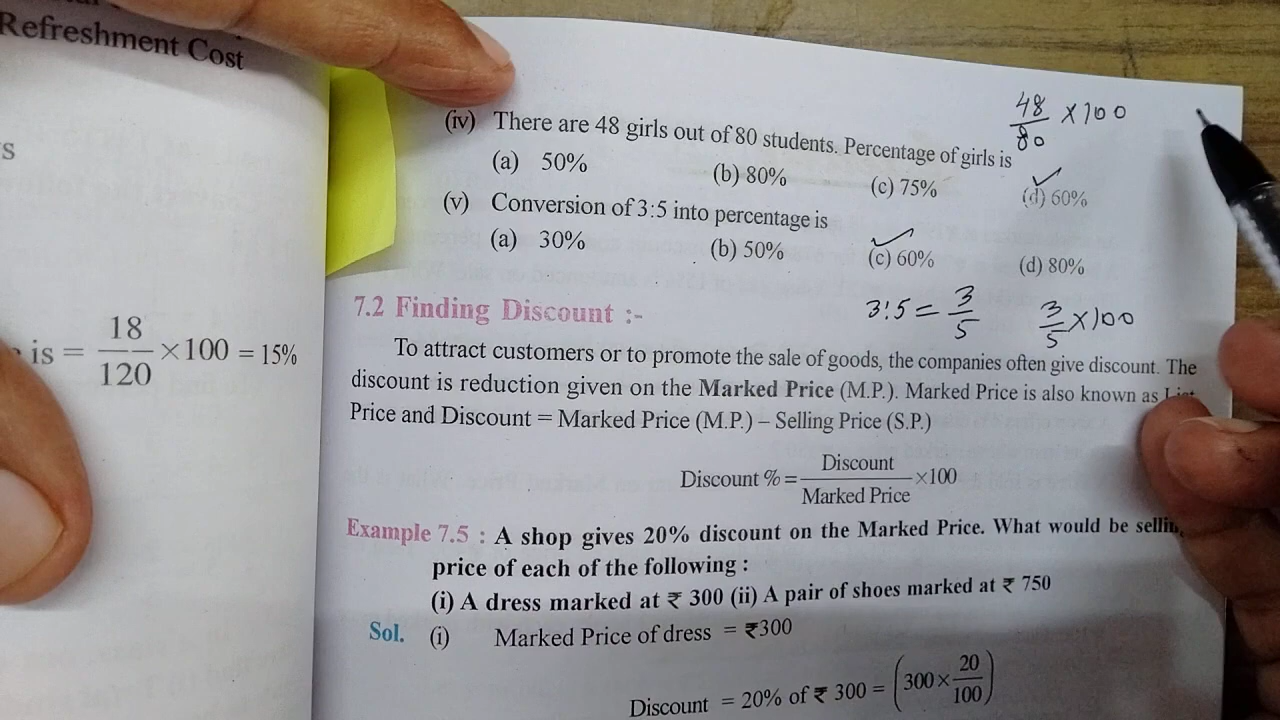 Refreshment Cost
s
is = 18/120 ×100 = 15%
48/80 ×100
(iv) There are 48 girls out of 80 students. Percentage of girls is
(a) 50% (b) 80% (c) 75% (d) 60%
(v) Conversion of 3:5 into percentage is
(a) 30% (b) 50% (c) 60% (d) 80%
3:5 = 3/5 3/5 ×100
7.2 Finding Discount :-
To attract customers or to promote the sale of goods, the companies often give discount. The
discount is reduction given on the Marked Price (M.P.). Marked Price is also known as
Price and Discount = Marked Price (M.P.) – Selling Price (S.P.)
Discount % = Discount/Marked Price ×100
Example 7.5 : A shop gives 20% discount on the Marked Price. What would be
price of each of the following :
(i) A dress marked at ₹ 300 (ii) A pair of shoes marked at ₹ 750
Sol. (i) Marked Price of dress = ₹300
Discount = 20% of ₹ 300 = (300×20/100)